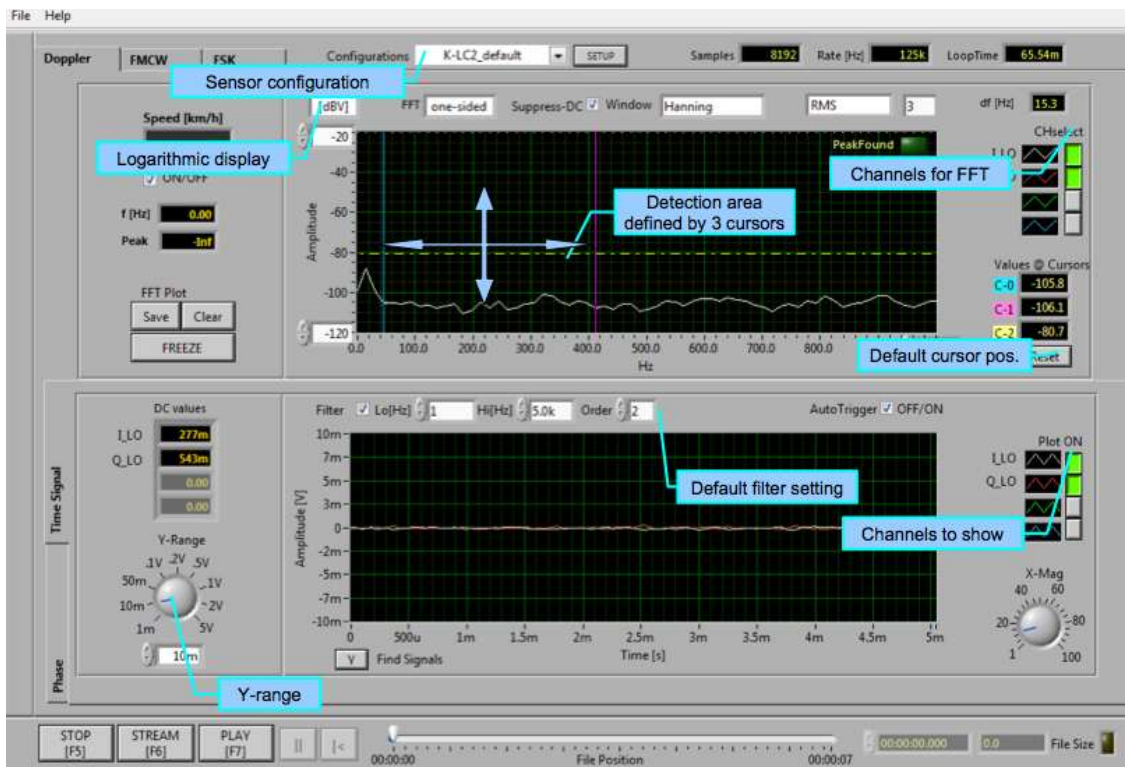 File Help
Doppler FMCW FSK
Configurations K-LC2_default SETUP Samples 8192 Rate [Hz] 125k LoopTime 65.54m
Sensor configuration
[dBV] FFT one-sided Suppress-DC Window Hanning RMS 3 df [Hz] 15.3
Speed [km/h]
Logarithmic display
ON/OFF
f [Hz] 0.00
Peak -Inf
FFT Plot
Save Clear
FREEZE
Amplitude
-20
-40
-60
-80
-100
-120
PeakFound
Detection area
defined by 3 cursors
0.0 100.0 200.0 300.0 400.0 500.0 600.0 700.0 800.0
Hz
CHselect
I_LO
Channels for FFT
Values @ Cursors
C-0 -105.8
C-1 -106.1
C-2 -80.7
Default cursor pos.
Reset
Time Signal
Phase
DC values
I_LO 277m
Q_LO 543m
0.00
0.00
Y-Range
.1V .2V .5V
50m .1V
10m 2V
1m 5V
10m
Y-range
Filter Lo[Hz] 1 Hi[Hz] 5.0k Order 2 AutoTrigger OFF/ON
Amplitude [V]
10m
7m
5m
3m
0
-2m
-5m
-7m
-10m
Default filter setting
0 500u 1m 1.5m 2m 2.5m 3m 3.5m 4m 4.5m 5m
Time [s]
Y Find Signals
Plot ON
I_LO
Q_LO
Channels to show
X-Mag
40 60
20 80
1 100
STOP
[F5]
STREAM
[F6]
PLAY
[F7]
|| |<
00:00:00 File Position 00:00:07
00:00:00.000 0.0 File Size